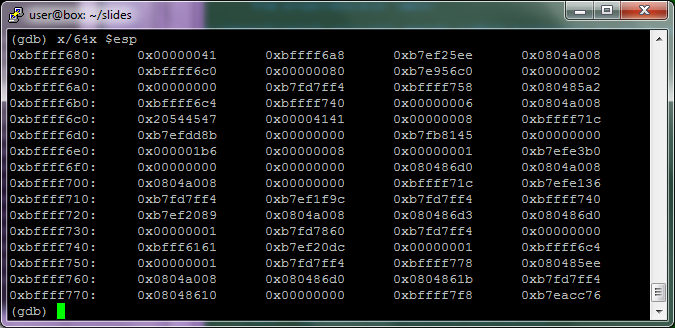 user@box: ~/slides
(gdb) x/64x $esp
0xbffff680: 0x00000041 0xbffff6a8 0xb7ef25ee 0x0804a008
0xbffff690: 0xbffff6c0 0x00000080 0xb7e956c0 0x00000002
0xbffff6a0: 0x00000000 0xb7fd7ff4 0xbffff758 0x080485a2
0xbffff6b0: 0xbffff6c4 0xbffff740 0x00000006 0x0804a008
0xbffff6c0: 0x20544547 0x00004141 0x00000008 0xbffff71c
0xbffff6d0: 0xb7efdd8b 0x00000000 0xb7fb8145 0x00000000
0xbffff6e0: 0x000001b6 0x00000008 0x00000001 0xb7efe3b0
0xbffff6f0: 0x00000000 0x00000000 0x080486d0 0x0804a008
0xbffff700: 0x0804a008 0x00000000 0xbffff71c 0xb7efe136
0xbffff710: 0xb7fd7ff4 0xb7ef1f9c 0xb7fd7ff4 0xbffff740
0xbffff720: 0xb7ef2089 0x0804a008 0x080486d3 0x080486d0
0xbffff730: 0x00000001 0xb7fd7860 0xb7fd7ff4 0x00000000
0xbffff740: 0xbfff6161 0xb7ef20dc 0x00000001 0xbffff6c4
0xbffff750: 0x00000001 0xb7fd7ff4 0xbffff778 0x080485ee
0xbffff760: 0x0804a008 0x080486d0 0x0804861b 0xb7fd7ff4
0xbffff770: 0x08048610 0x00000000 0xbffff7f8 0xb7eacc76
(gdb)